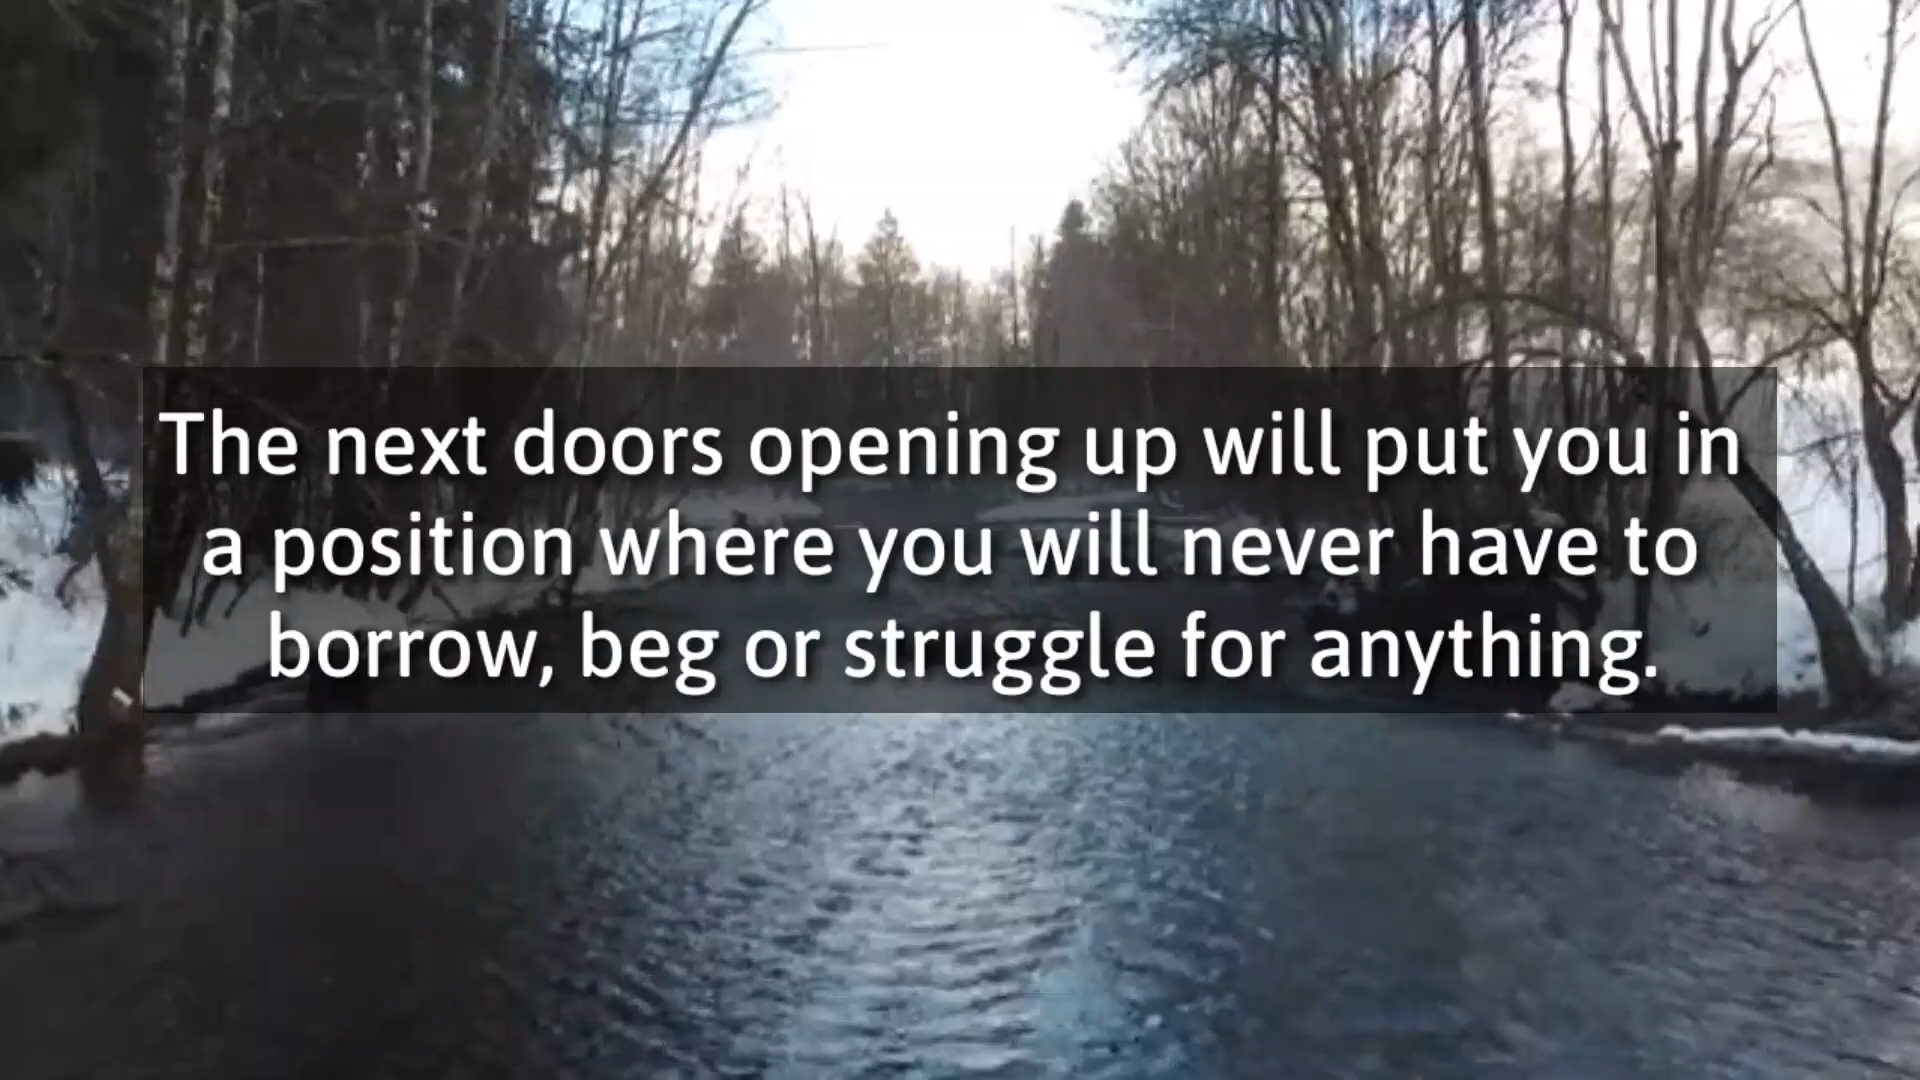 The next doors opening up will put you in
a position where you will never have to
borrow, beg or struggle for anything.